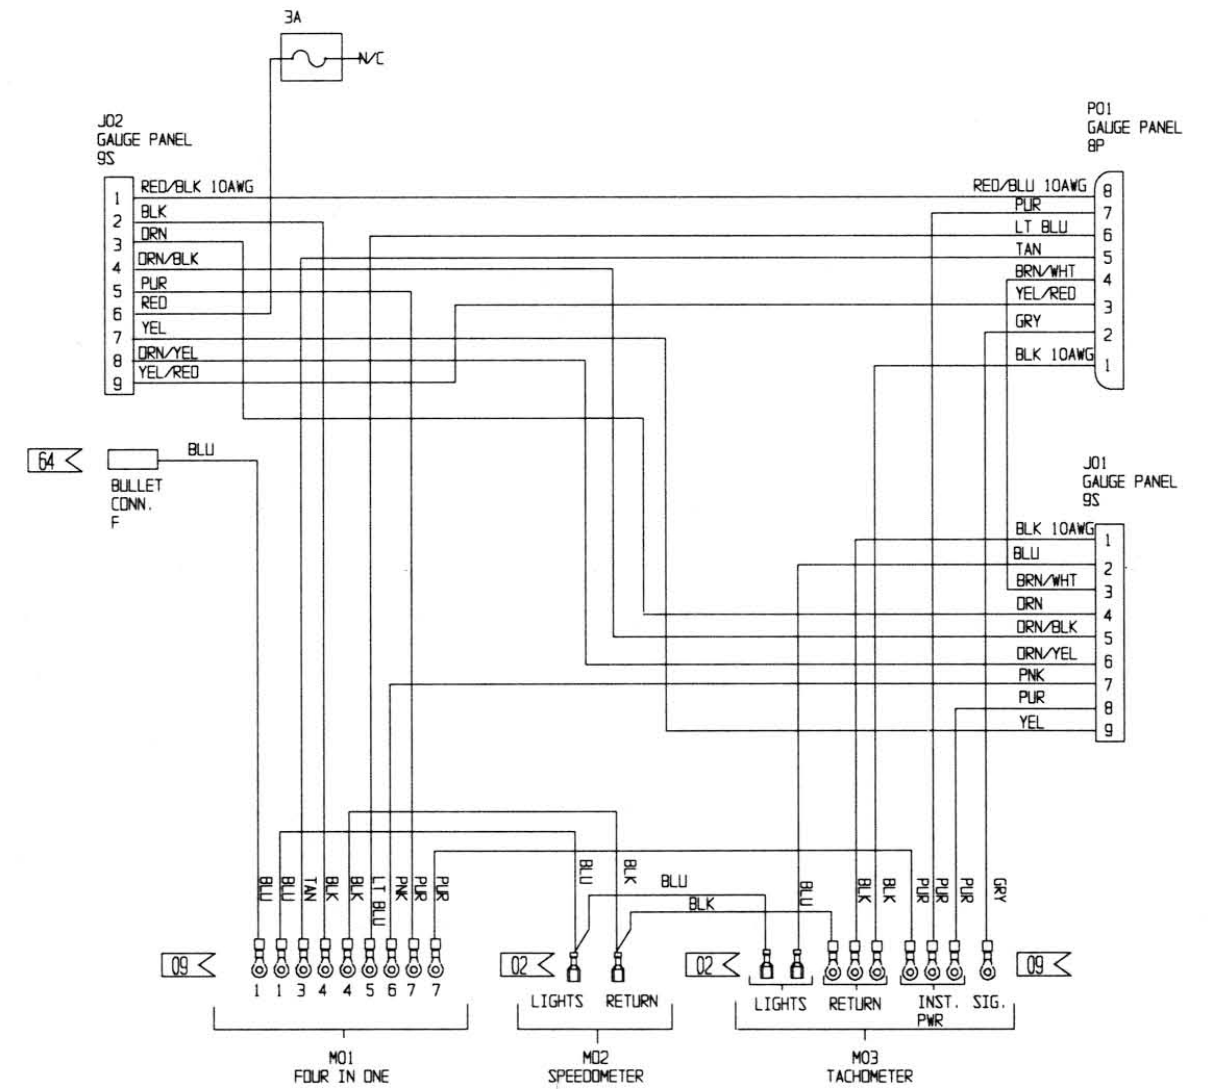 3A
N/C
J02
GAUGE PANEL
9S
P01
GAUGE PANEL
8P
1 RED/BLK 10AWG
2 BLK
3 ORN
4 ORN/BLK
5 PUR
6 RED
7 YEL
8 ORN/YEL
9 YEL/RED
RED/BLU 10AWG 8
PUR 7
LT BLU 6
TAN 5
BRN/WHT 4
YEL/RED 3
GRY 2
BLK 10AWG 1
64
BLU
BULLET
CONN.
F
J01
GAUGE PANEL
9S
BLK 10AWG 1
BLU 2
BRN/WHT 3
ORN 4
ORN/BLK 5
ORN/YEL 6
PNK 7
PUR 8
YEL 9
BLU BLU TAN BLK BLK LT BLU PNK PUR PUR
BLU BLK
BLU
BLK
BLU BLK BLK PUR PUR PUR GRY
09
02
02
09
1 1 3 4 4 5 6 7 7
LIGHTS RETURN
LIGHTS RETURN INST. SIG.
PWR
M01
FOUR IN ONE
M02
SPEEDOMETER
M03
TACHOMETER